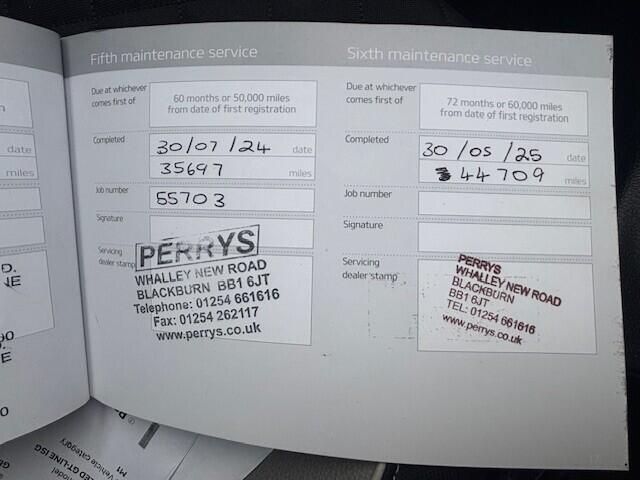 Fifth maintenance service
Due at whichever
comes first of
60 months or 50,000 miles
from date of first registration
Completed
30/07/24 date
35697 miles
Job number
55703
Signature
Servicing
dealer stamp
PERRYS
WHALLEY NEW ROAD
BLACKBURN BB1 6JT
Telephone: 01254 661616
Fax: 01254 262117
www.perrys.co.uk
Sixth maintenance service
Due at whichever
comes first of
72 months or 60,000 miles
from date of first registration
Completed
30/05/25 date
44709 miles
Job number
Signature
Servicing
dealer stamp
PERRYS
WHALLEY NEW ROAD
BLACKBURN
BB1 6JT
TEL: 01254 661616
www.perrys.co.uk
date
miles
Vehicle category
M1